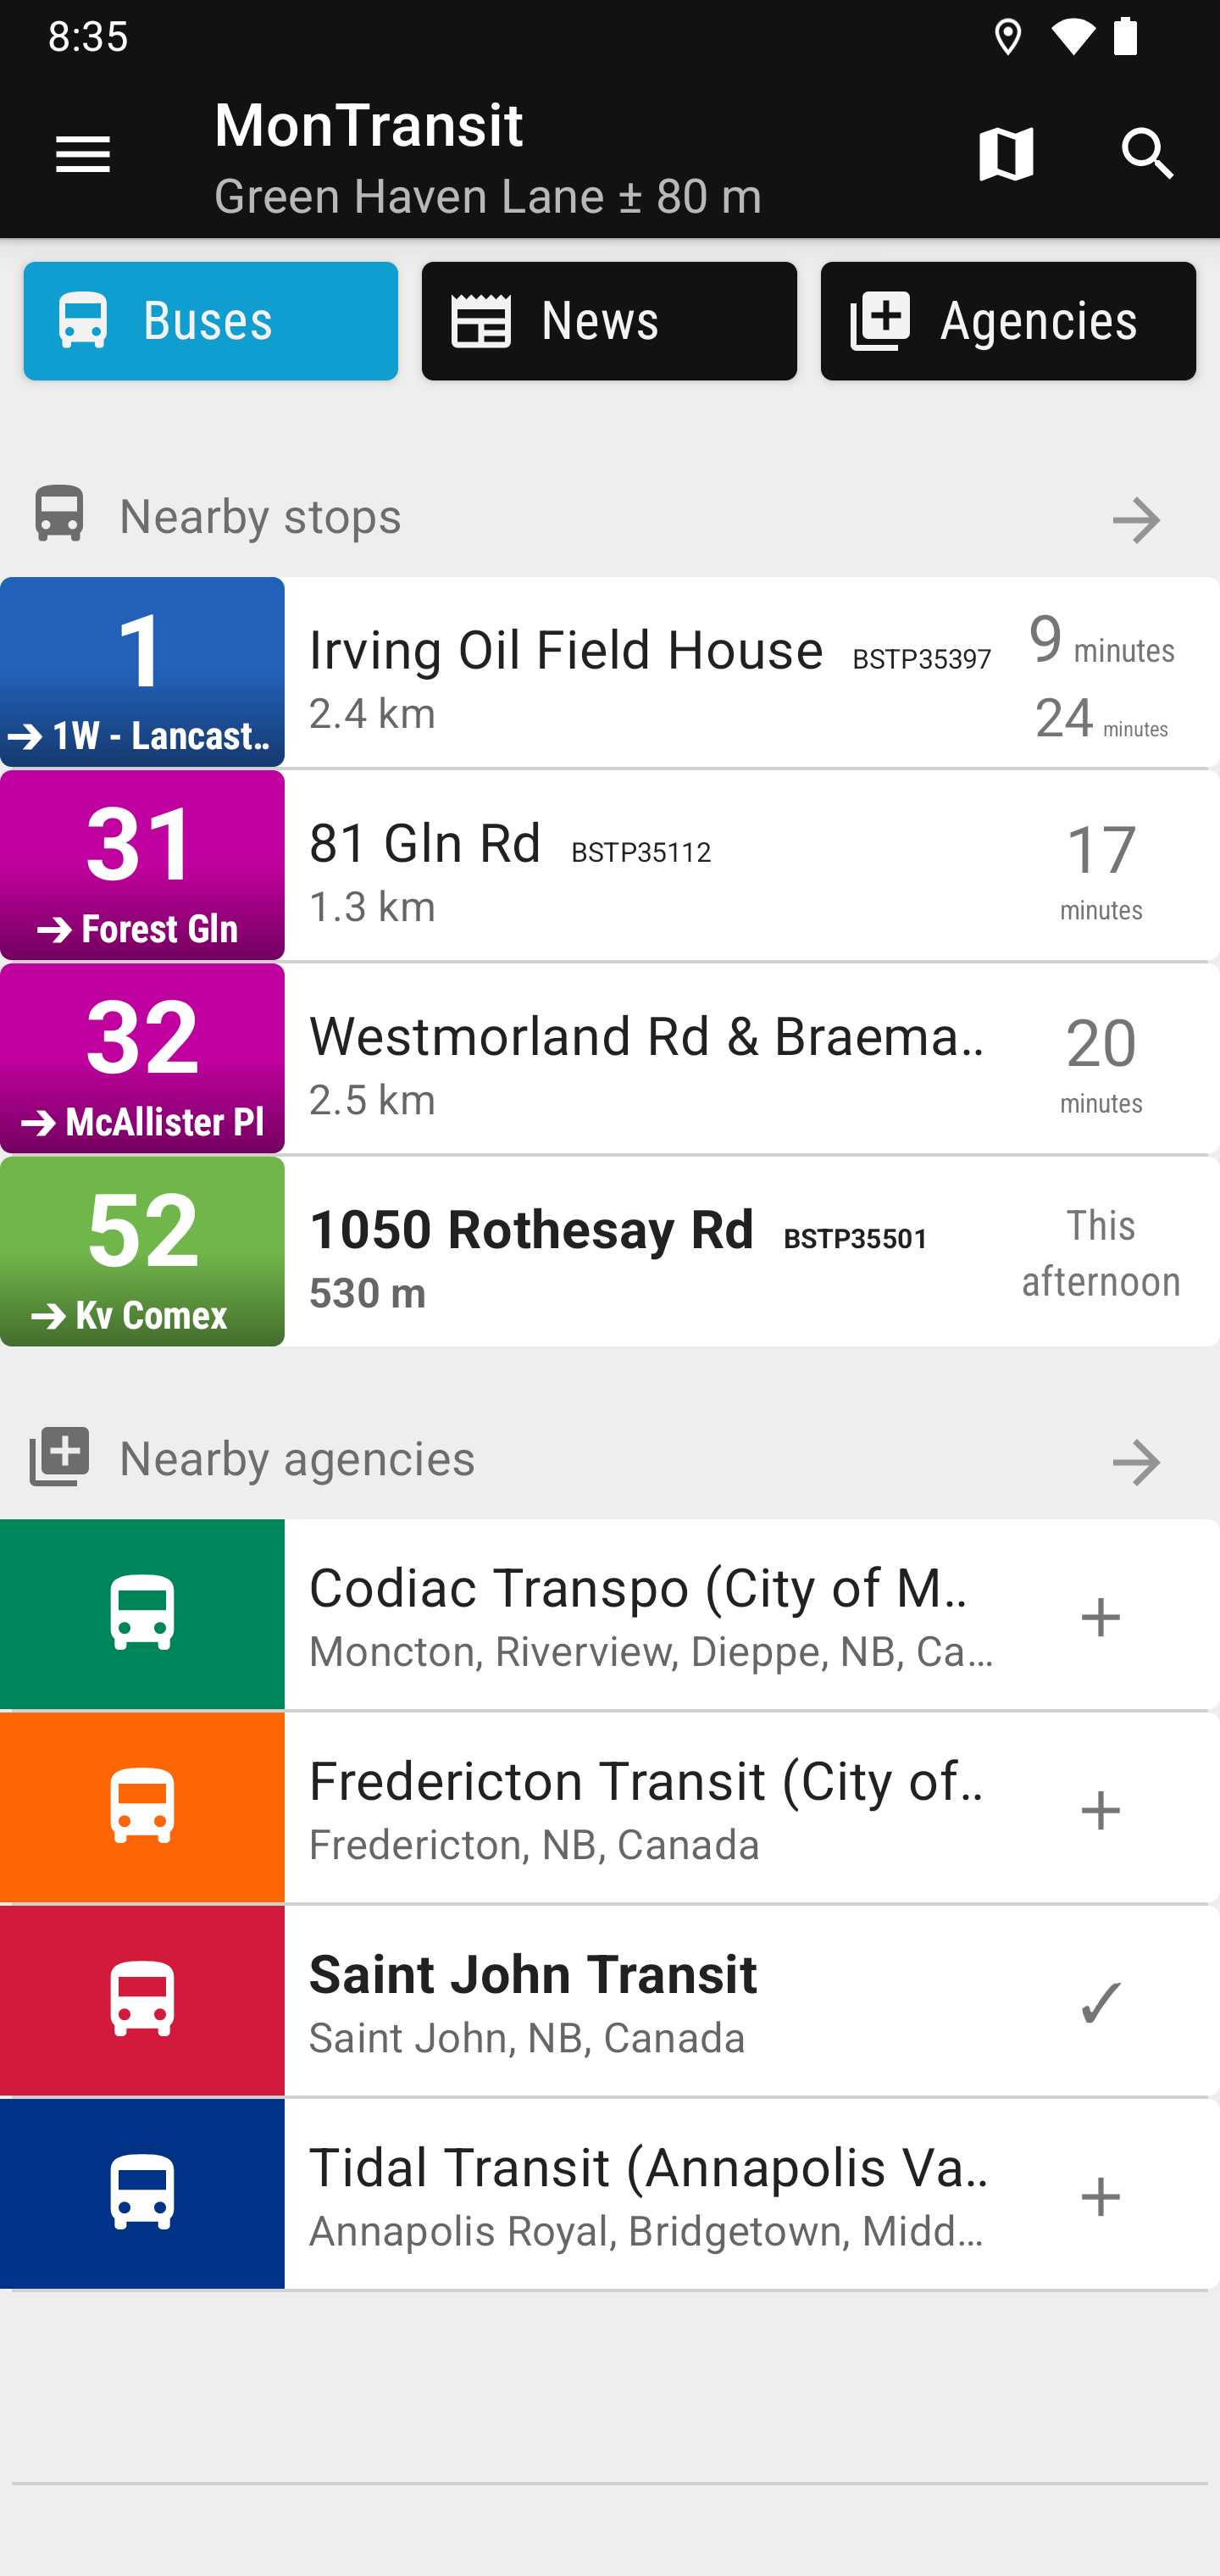 8:35
MonTransit
Green Haven Lane ± 80 m
Buses
News
Agencies
Nearby stops
1
→ 1W - Lancast..
Irving Oil Field House BSTP35397
2.4 km
9 minutes
24 minutes
31
→ Forest Gln
81 Gln Rd BSTP35112
1.3 km
17
minutes
32
→ McAllister Pl
Westmorland Rd & Braema..
2.5 km
20
minutes
52
→ Kv Comex
1050 Rothesay Rd BSTP35501
530 m
This
afternoon
Nearby agencies
Codiac Transpo (City of M..
Moncton, Riverview, Dieppe, NB, Ca...
Fredericton Transit (City of..
Fredericton, NB, Canada
Saint John Transit
Saint John, NB, Canada
Tidal Transit (Annapolis Va..
Annapolis Royal, Bridgetown, Midd...